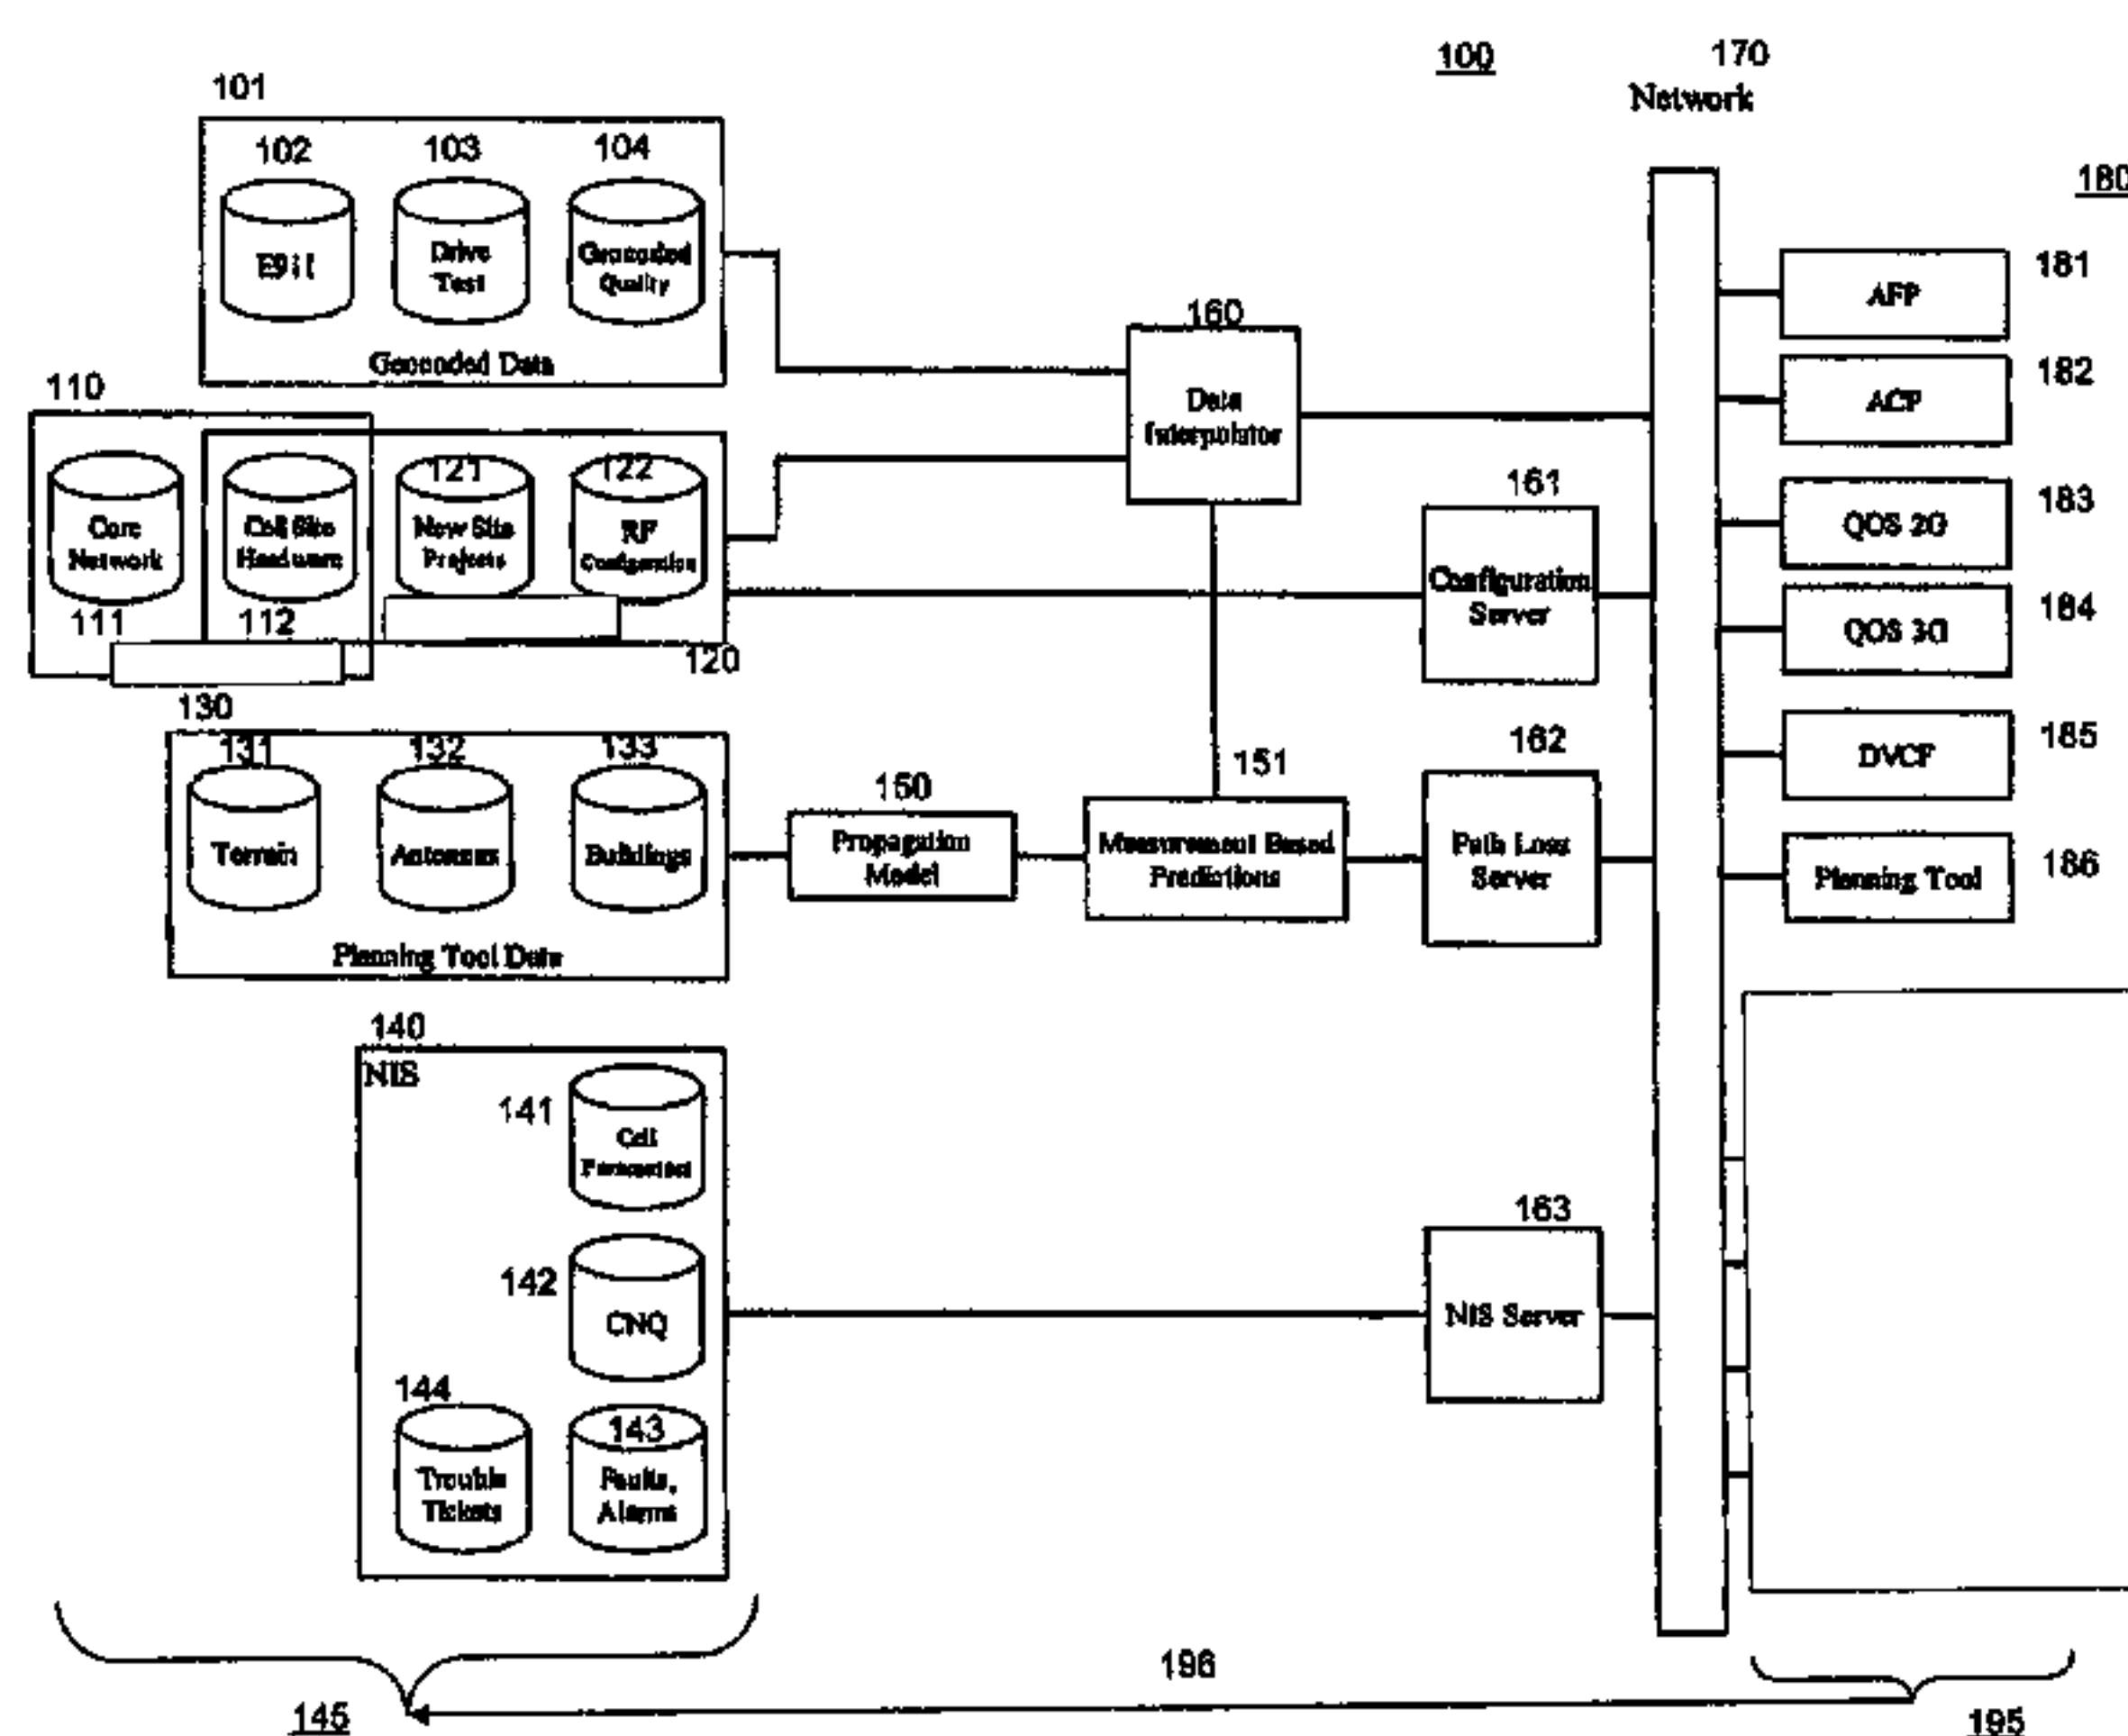 100
170
Network
101
102
103
104
180
E911
Drive
Test
Geocoded
Quality
181
AFP
160
Geocoded Data
182
ACP
110
Data
Interpolator
121
122
161
183
QOS 2G
Core
Network
Cell Site
Hardware
New Site
Projects
RF
Configuration
Configuration
Server
184
QOS 3G
111
112
120
130
131
132
133
151
162
185
DVCF
150
Terrain
Antennas
Buildings
Propagation
Model
Measurement Based
Predictions
Path Loss
Server
186
Planning Tool
Planning Tool Data
140
NIS
141
Cell
Parameters
163
142
CNQ
NIS Server
144
143
Trouble
Tickets
Faults,
Alarms
196
145
195